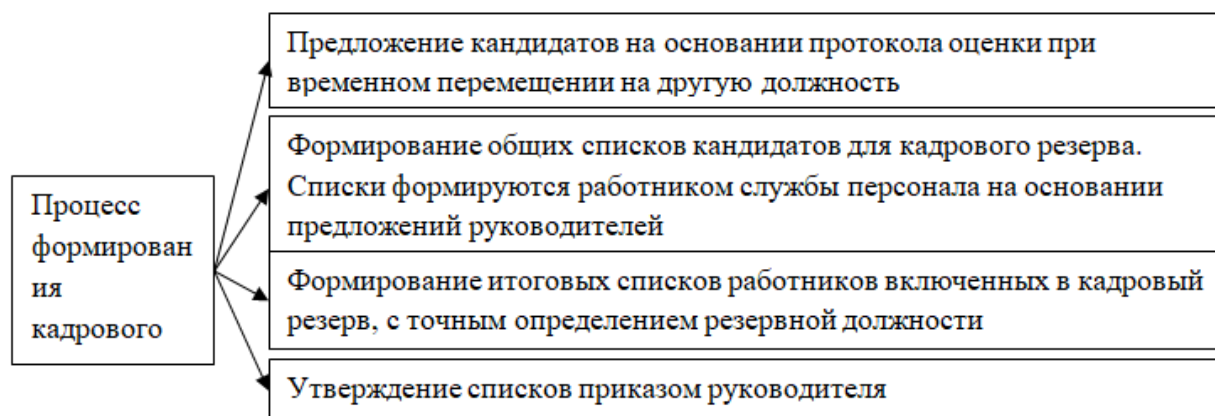 Процесс
формирован
ия
кадрового
Предложение кандидатов на основании протокола оценки при
временном перемещении на другую должность
Формирование общих списков кандидатов для кадрового резерва.
Списки формируются работником службы персонала на основании
предложений руководителей
Формирование итоговых списков работников включенных в кадровый
резерв, с точным определением резервной должности
Утверждение списков приказом руководителя